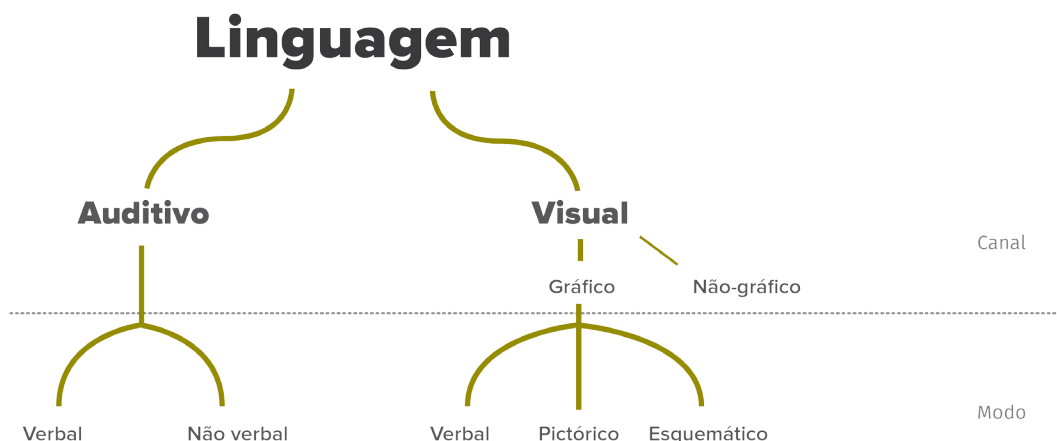 Linguagem
Auditivo
Visual
Canal
Gráfico
Não-gráfico
Modo
Verbal
Não verbal
Verbal
Pictórico
Esquemático